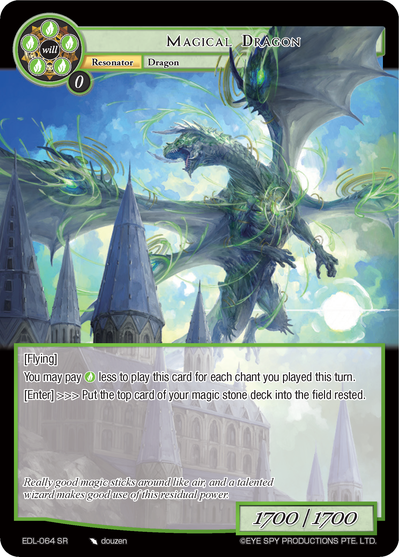 Magical Dragon
will
Resonator Dragon
0
[Flying]
You may pay less to play this card for each chant you played this turn.
[Enter] >>> Put the top card of your magic stone deck into the field rested.
Really good magic sticks around like air, and a talented
wizard makes good use of this residual power.
1700 | 1700
EDL-064 SR douzen ©EYE SPY PRODUCTIONS PTE. LTD.